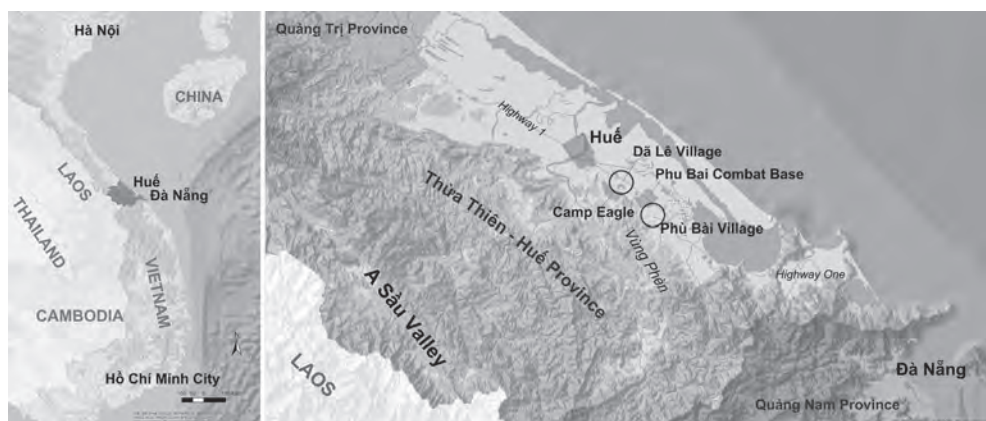 Hà Nội
CHINA
LAOS
Huế
Đà Nẵng
THAILAND
VIETNAM
CAMBODIA
Hồ Chí Minh City
Quảng Trị Province
Highway 1
Huế
Dã Lê Village
Phu Bai Combat Base
Camp Eagle
Phù Bài Village
Thừa Thiên - Huế Province
Vùng Phèn
Highway One
A Sầu Valley
LAOS
Đà Nẵng
Quảng Nam Province